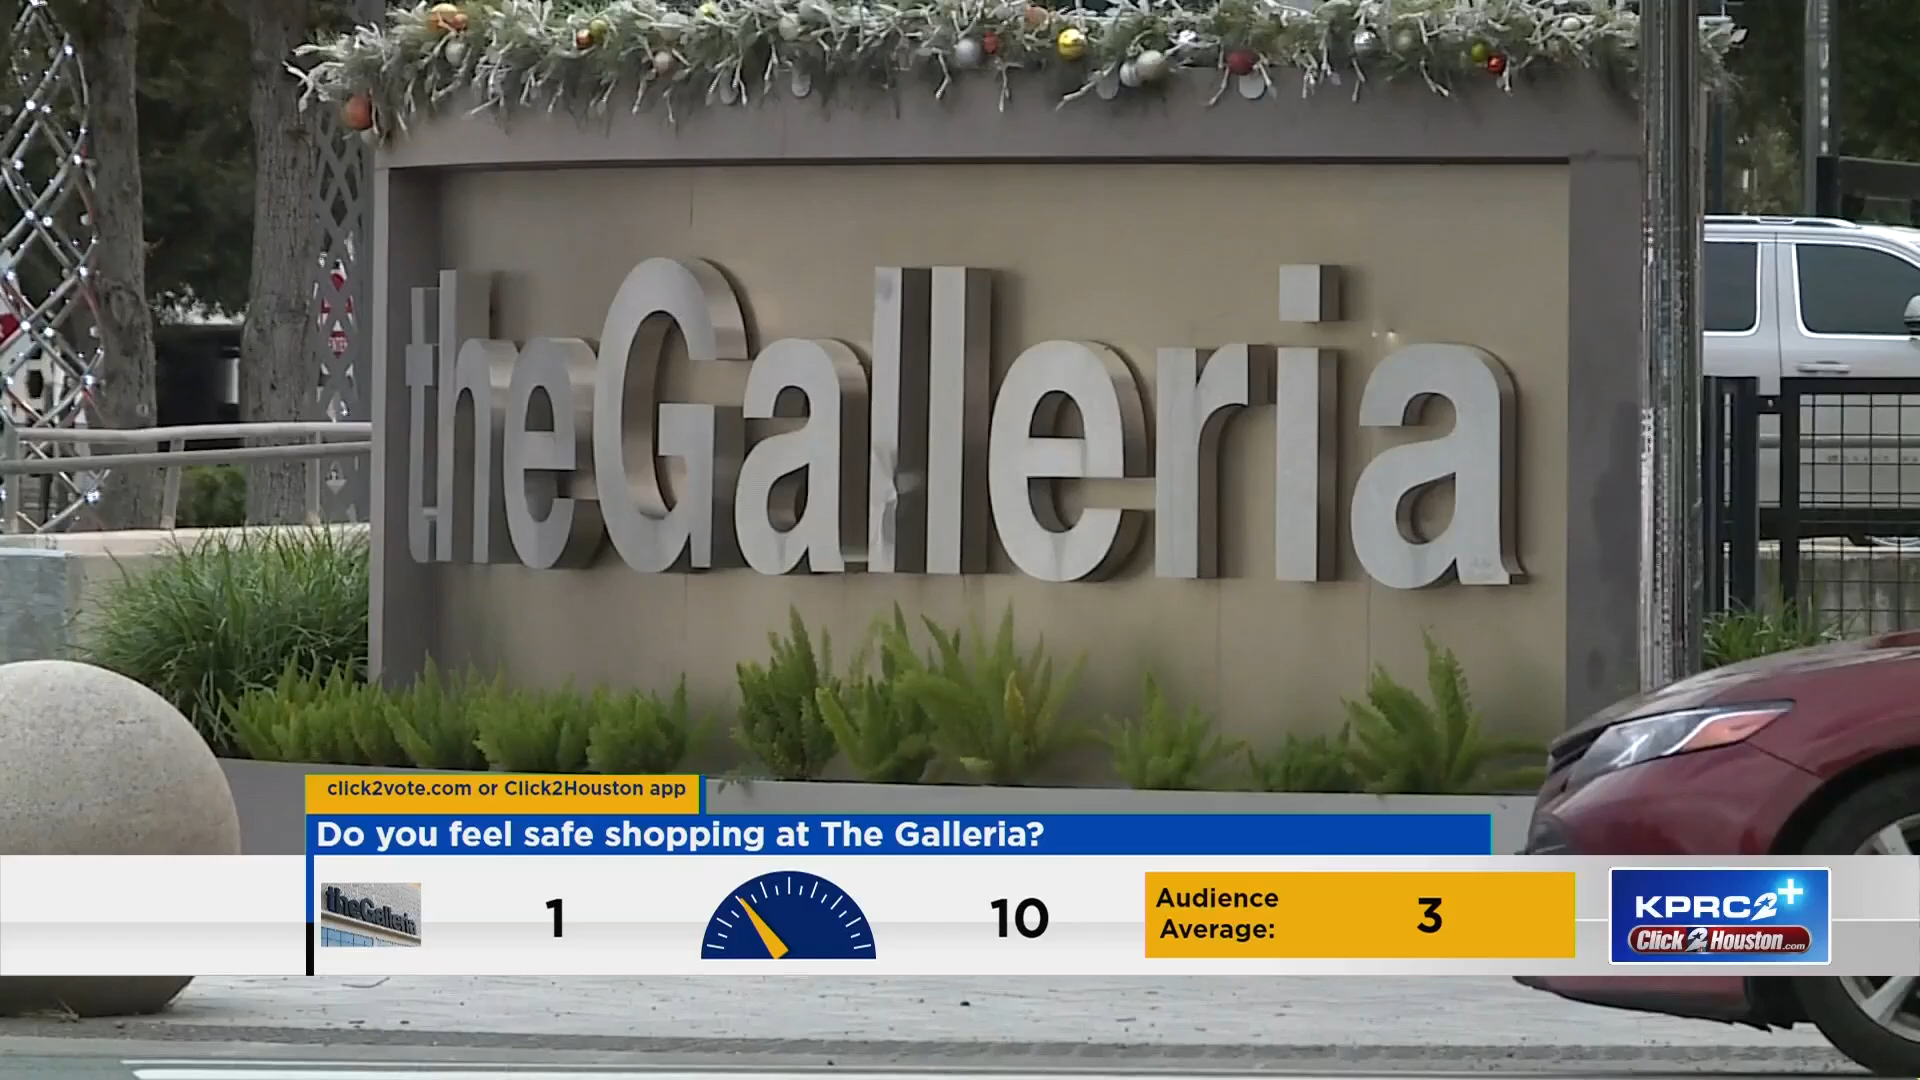 theGalleria
click2vote.com or Click2Houston app
Do you feel safe shopping at The Galleria?
theGalleria
1
10
Audience
Average:
3
KPRC2+
Click2Houston.com